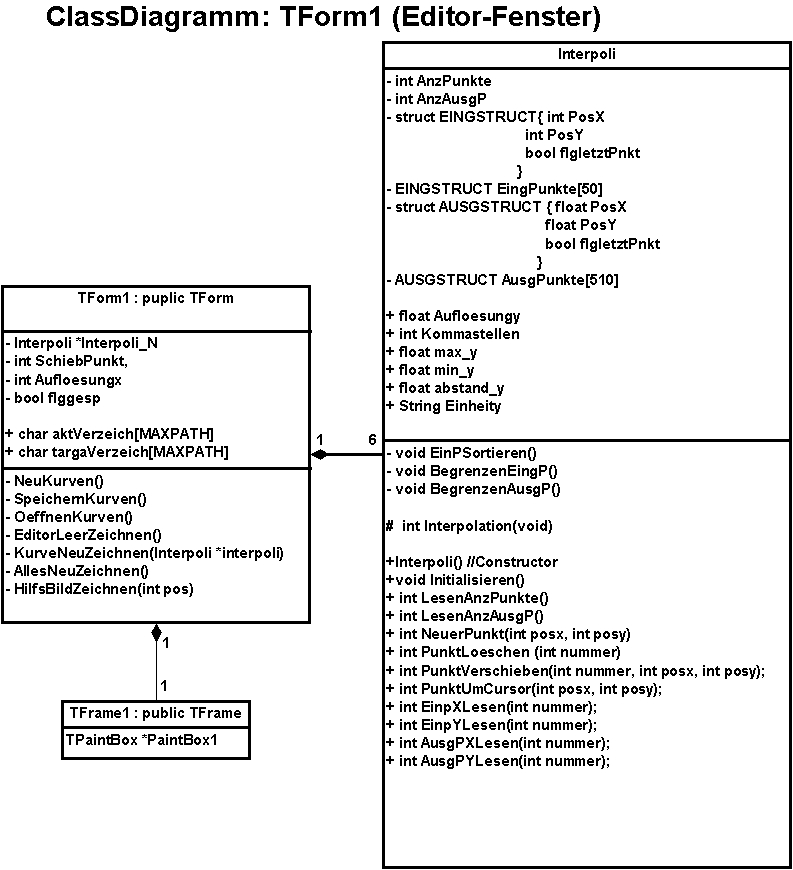 ClassDiagramm: TForm1 (Editor-Fenster)
Interpoli
- int AnzPunkte
- int AnzAusgP
- struct EINGSTRUCT{ int PosX
int PosY
bool flgletztPnkt
}
- EINGSTRUCT EingPunkte[50]
- struct AUSGSTRUCT { float PosX
float PosY
bool flgletztPnkt
}
- AUSGSTRUCT AusgPunkte[510]
+ float Aufloesungy
+ int Kommastellen
+ float max_y
+ float min_y
+ float abstand_y
+ String Einheity
- void EinPSortieren()
- void BegrenzenEingP()
- void BegrenzenAusgP()
# int Interpolation(void)
+Interpoli() //Constructor
+void Initialisieren()
+ int LesenAnzPunkte()
+ int LesenAnzAusgP()
+ int NeuerPunkt(int posx, int posy)
+ int PunktLoeschen (int nummer)
+ int PunktVerschieben(int nummer, int posx, int posy);
+ int PunktUmCursor(int posx, int posy);
+ int EinpXLesen(int nummer);
+ int EinpYLesen(int nummer);
+ int AusgPXLesen(int nummer);
+ int AusgPYLesen(int nummer);
TForm1 : puplic TForm
- Interpoli *Interpoli_N
- int SchiebPunkt,
- int Aufloesungx
- bool flggesp
+ char aktVerzeich[MAXPATH]
+ char targaVerzeich[MAXPATH]
- NeuKurven()
- SpeichernKurven()
- OeffnenKurven()
- EditorLeerZeichnen()
- KurveNeuZeichnen(Interpoli *interpoli)
- AllesNeuZeichnen()
- HilfsBildZeichnen(int pos)
1 6
1
1
TFrame1 : public TFrame
TPaintBox *PaintBox1